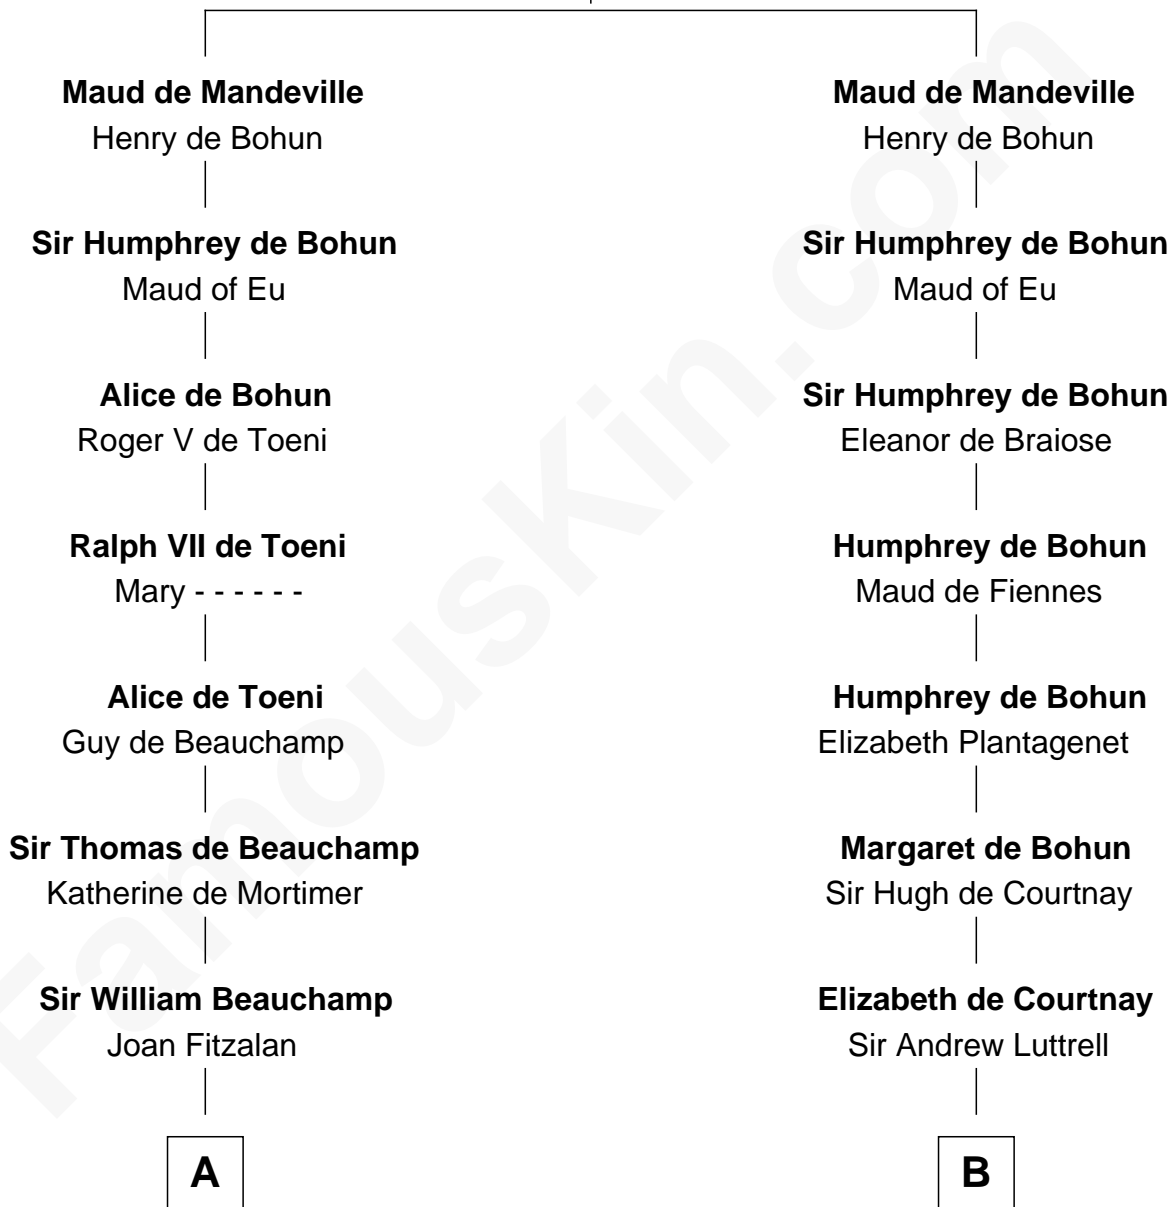 Maud de Mandeville
Henry de Bohun
Sir Humphrey de Bohun
Maud of Eu
Alice de Bohun
Roger V de Toeni
Ralph VII de Toeni
Mary - - - - - -
Alice de Toeni
Guy de Beauchamp
Sir Thomas de Beauchamp
Katherine de Mortimer
Sir William Beauchamp
Joan Fitzalan
A
Maud de Mandeville
Henry de Bohun
Sir Humphrey de Bohun
Maud of Eu
Sir Humphrey de Bohun
Eleanor de Braiose
Humphrey de Bohun
Maud de Fiennes
Humphrey de Bohun
Elizabeth Plantagenet
Margaret de Bohun
Sir Hugh de Courtnay
Elizabeth de Courtnay
Sir Andrew Luttrell
B
FamousKin.com